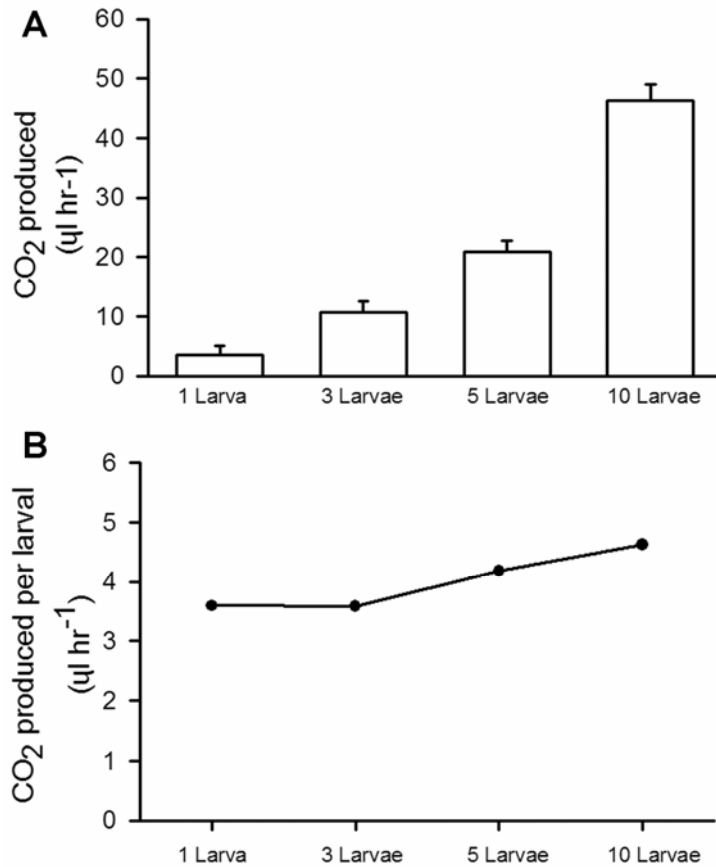 A
CO2 produced
(ɥl hr-1)
60
50
40
30
20
10
0
1 Larva
3 Larvae
5 Larvae
10 Larvae
B
CO2 produced per larval
(ɥl hr-1)
6
5
4
3
2
1
0
1 Larva
3 Larvae
5 Larvae
10 Larvae